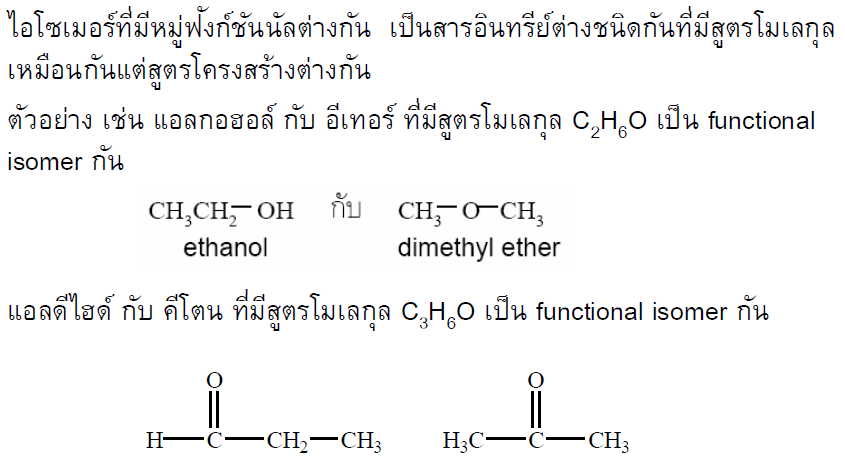 ไอโซเมอร์ที่มีหมู่ฟังก์ชันนัลต่างกัน เป็นสารอินทรีย์ต่างชนิดกันที่มีสูตรโมเลกุล
เหมือนกันแต่สูตรโครงสร้างต่างกัน
ตัวอย่าง เช่น แอลกอฮอล์ กับ อีเทอร์ ที่มีสูตรโมเลกุล C₂H₆O เป็น functional
isomer กัน
CH₃CH₂—OH กับ CH₃—O—CH₃
ethanol dimethyl ether
แอลดีไฮด์ กับ คีโตน ที่มีสูตรโมเลกุล C₃H₆O เป็น functional isomer กัน
O O
H—C—CH₂—CH₃ H₃C—C—CH₃